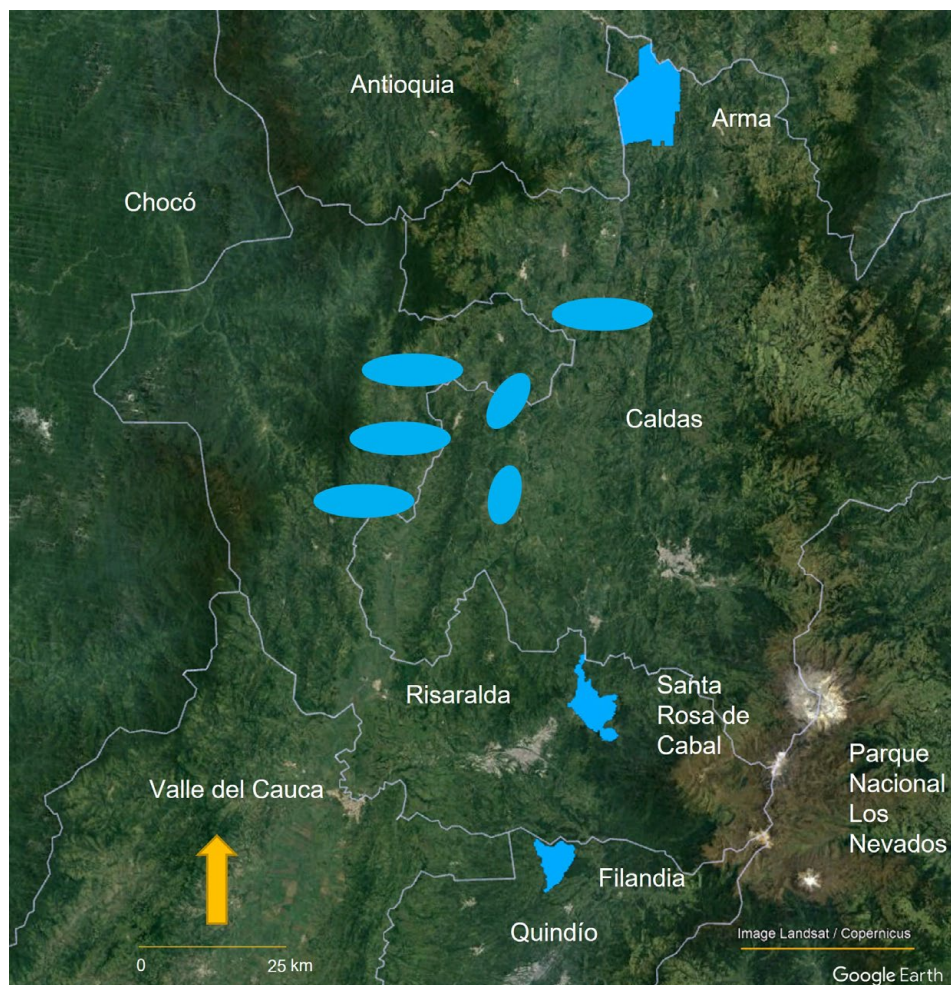 Antioquia
Arma
Chocó
Caldas
Risaralda
Santa
Rosa de
Cabal
Parque
Nacional
Los
Nevados
Valle del Cauca
Filandia
Quindío
Image Landsat / Copernicus
0 25 km
Google Earth